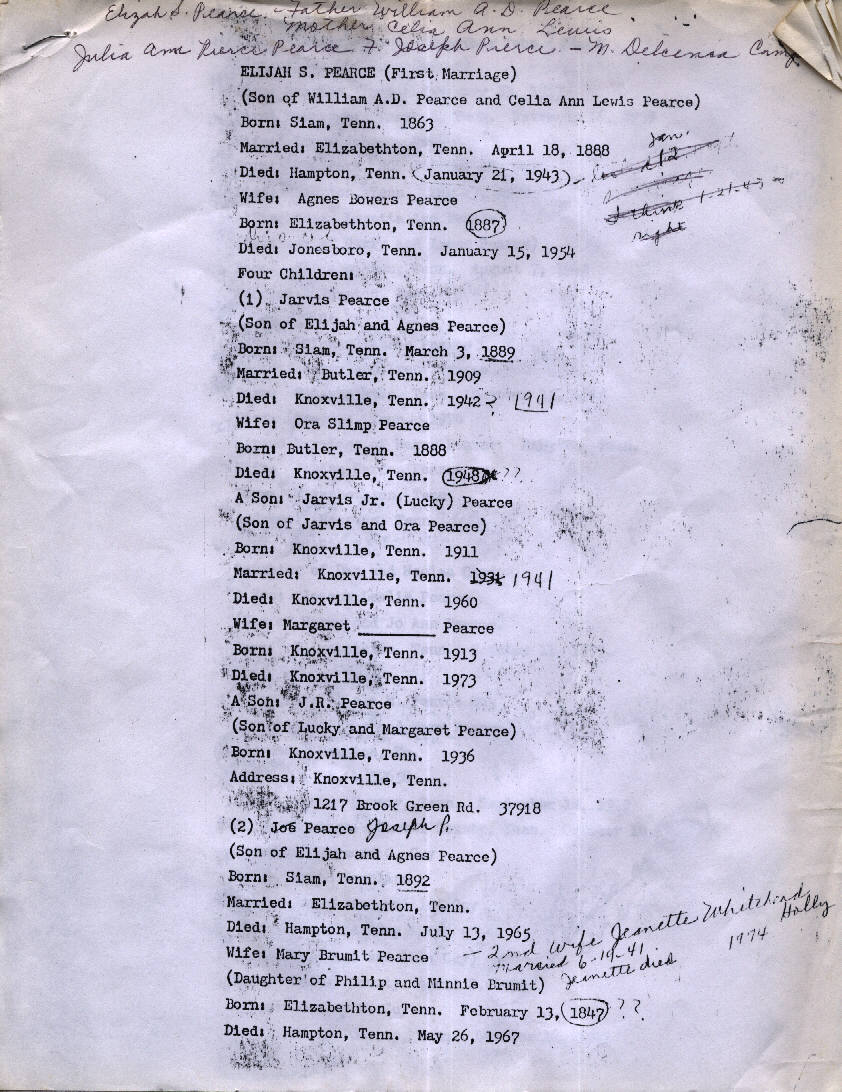 Elizah S. Pearce - Father William A.D. Pearce
Mother Celia Ann Lewis
Julia Ann Pierce Pearce F. Joseph Pierce - M. Delcenia Camp
ELIJAH S. PEARCE (First Marriage)
(Son of William A.D. Pearce and Celia Ann Lewis Pearce)
Born: Siam, Tenn. 1863
Married: Elizabethton, Tenn. April 18, 1888
Jan.
Died: Hampton, Tenn. (January 21, 1943)
1-21-43
I think
right
Wife: Agnes Bowers Pearce
Born: Elizabethton, Tenn. 1887
Died: Jonesboro, Tenn. January 15, 1954
Four Children:
(1) Jarvis Pearce
(Son of Elijah and Agnes Pearce)
Born: Siam, Tenn. March 3, 1889
Married: Butler, Tenn. 1909
Died: Knoxville, Tenn. 1942 ? 1941
Wife: Ora Slimp Pearce
Born: Butler, Tenn. 1888
Died: Knoxville, Tenn. 1948 ??
A Son: Jarvis Jr. (Lucky) Pearce
(Son of Jarvis and Ora Pearce)
Born: Knoxville, Tenn. 1911
Married: Knoxville, Tenn. 1931 1941
Died: Knoxville, Tenn. 1960
Wife: Margaret ________ Pearce
Born: Knoxville, Tenn. 1913
Died: Knoxville, Tenn. 1973
A Son: J.R. Pearce
(Son of Lucky and Margaret Pearce)
Born: Knoxville, Tenn. 1936
Address: Knoxville, Tenn.
1217 Brook Green Rd. 37918
(2) Joe Pearce Joseph P.
(Son of Elijah and Agnes Pearce)
Born: Siam, Tenn. 1892
Married: Elizabethton, Tenn.
Died: Hampton, Tenn. July 13, 1965
Wife: Mary Brumit Pearce - 2nd wife Jeanette Whitehead Holly
married 6-19-41
Jeanette died 1974
(Daughter of Philip and Minnie Brumit)
Born: Elizabethton, Tenn. February 13, 1847 ??
Died: Hampton, Tenn. May 26, 1967